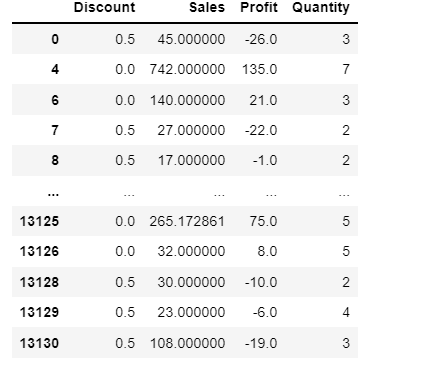 Discount Sales Profit Quantity
0 0.5 45.000000 -26.0 3
4 0.0 742.000000 135.0 7
6 0.0 140.000000 21.0 3
7 0.5 27.000000 -22.0 2
8 0.5 17.000000 -1.0 2
... ... ... ... ...
13125 0.0 265.172861 75.0 5
13126 0.0 32.000000 8.0 5
13128 0.5 30.000000 -10.0 2
13129 0.5 23.000000 -6.0 4
13130 0.5 108.000000 -19.0 3